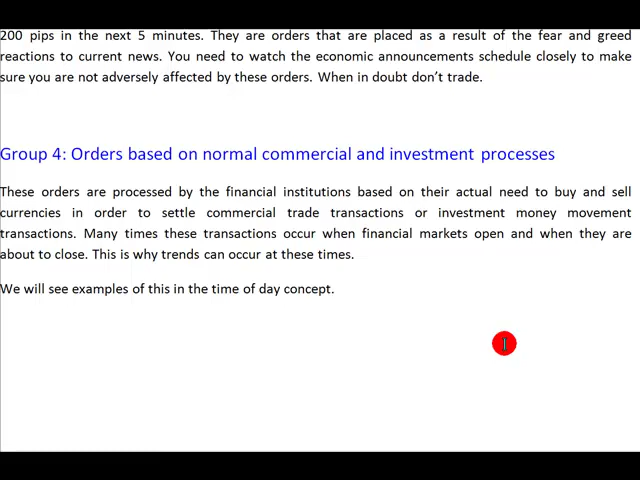 200 pips in the next 5 minutes. They are orders that are placed as a result of the fear and greed
reactions to current news. You need to watch the economic announcements schedule closely to make
sure you are not adversely affected by these orders. When in doubt don’t trade.
Group 4: Orders based on normal commercial and investment processes
These orders are processed by the financial institutions based on their actual need to buy and sell
currencies in order to settle commercial trade transactions or investment money movement
transactions. Many times these transactions occur when financial markets open and when they are
about to close. This is why trends can occur at these times.
We will see examples of this in the time of day concept.